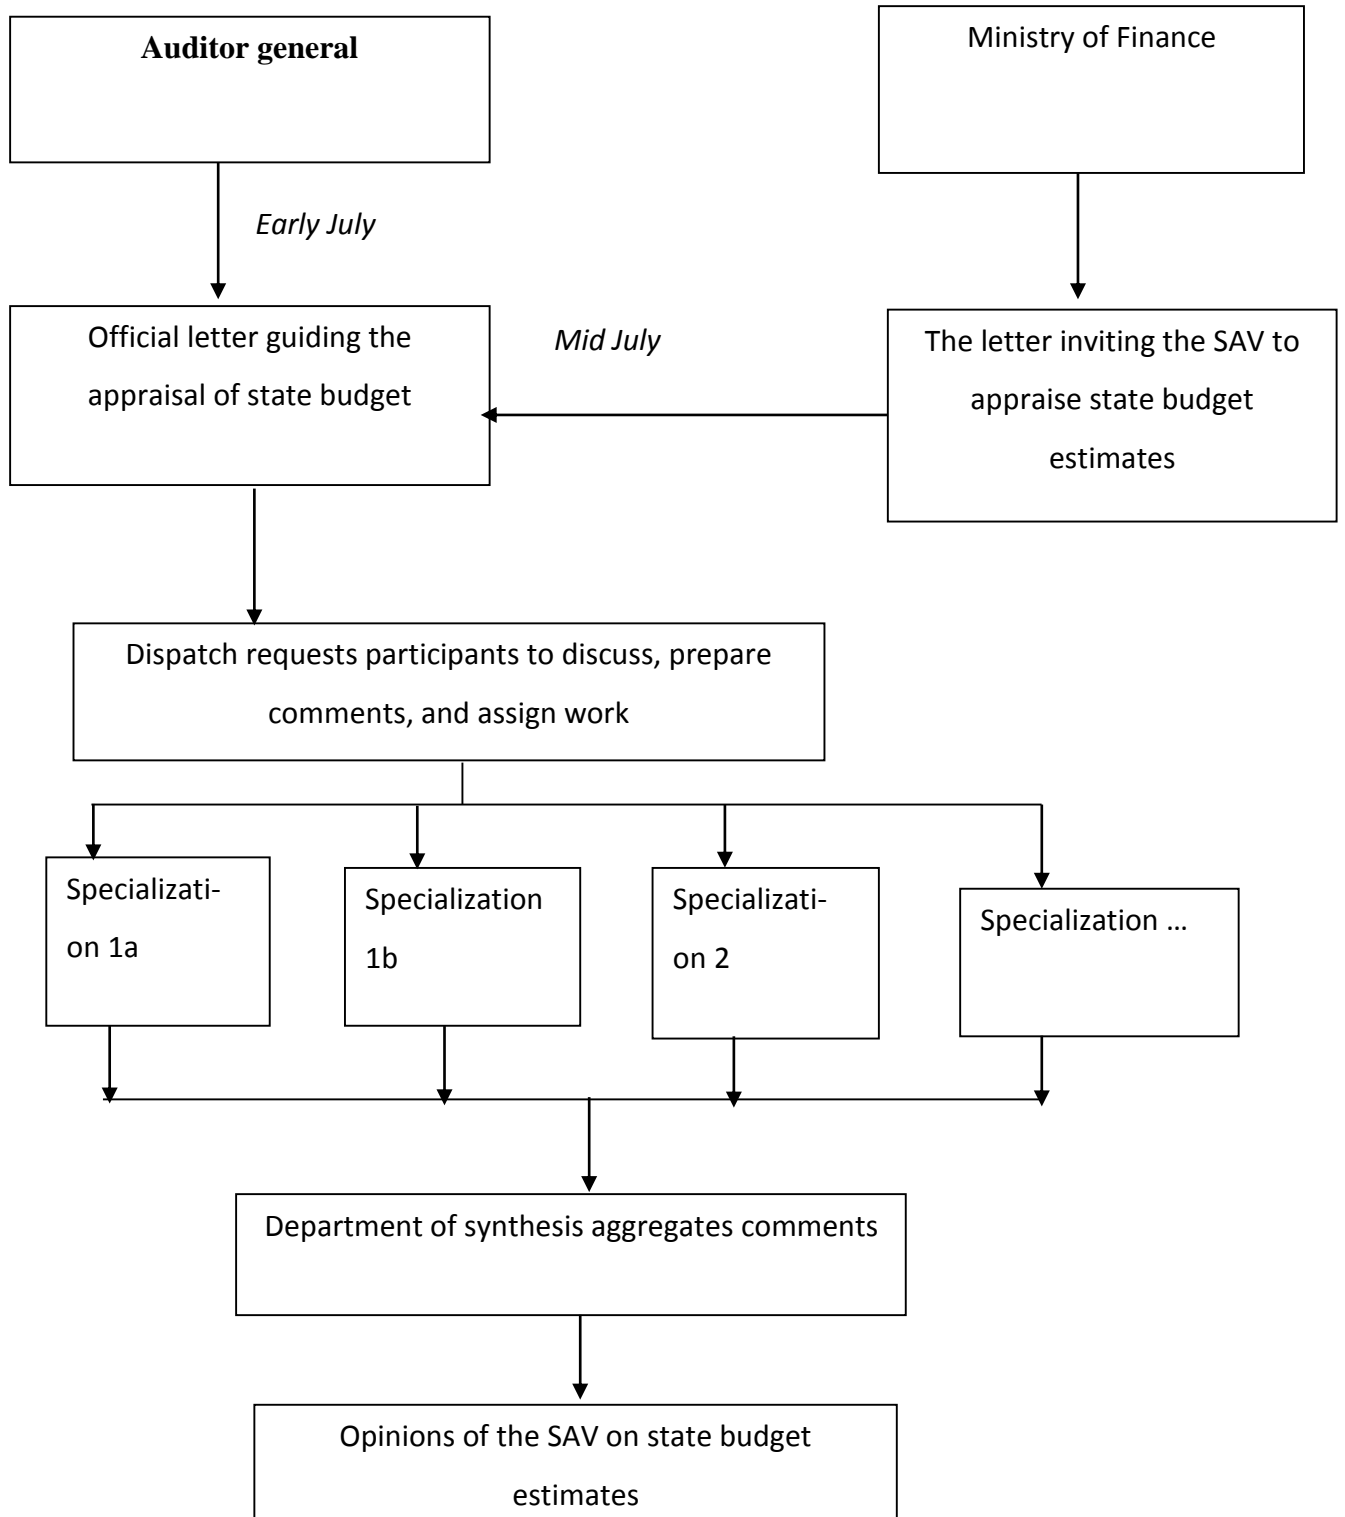 Auditor general
Ministry of Finance
Early July
Official letter guiding the
appraisal of state budget
Mid July
The letter inviting the SAV to
appraise state budget
estimates
Dispatch requests participants to discuss, prepare
comments, and assign work
Specializati-
on 1a
Specialization
1b
Specializati-
on 2
Specialization ...
Department of synthesis aggregates comments
Opinions of the SAV on state budget
estimates